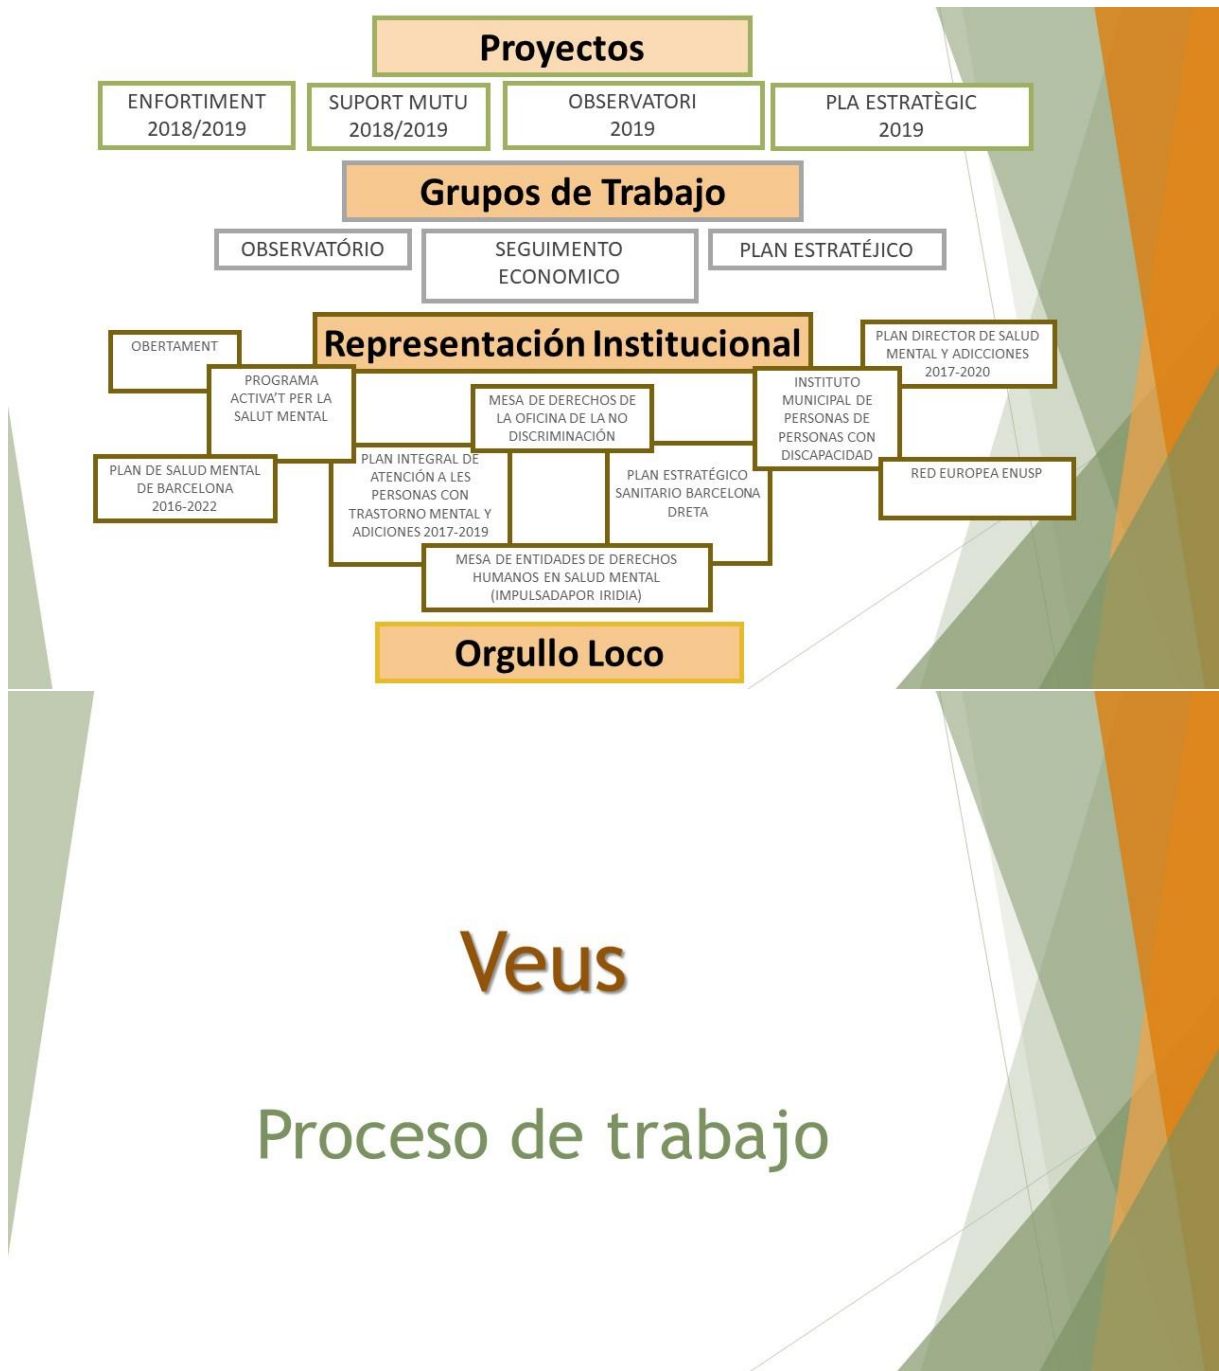 Proyectos
ENFORTIMENT
2018/2019
SUPORT MUTU
2018/2019
OBSERVATORI
2019
PLA ESTRATÈGIC
2019
Grupos de Trabajo
OBSERVATÓRIO
SEGUIMENTO
ECONOMICO
PLAN ESTRATÉJICO
Representación Institucional
OBERTAMENT
PROGRAMA
ACTIVA'T PER LA
SALUT MENTAL
MESA DE DERECHOS DE
LA OFICINA DE LA NO
DISCRIMINACIÓN
INSTITUTO
MUNICIPAL DE
PERSONAS DE
PERSONAS CON
DISCAPACIDAD
PLAN DIRECTOR DE SALUD
MENTAL Y ADICCIONES
2017-2020
PLAN DE SALUD MENTAL
DE BARCELONA
2016-2022
PLAN INTEGRAL DE
ATENCIÓN A LES
PERSONAS CON
TRASTORNO MENTAL Y
ADICIONES 2017-2019
PLAN ESTRATÉGICO
SANITARIO BARCELONA
DRETA
RED EUROPEA ENUSP
MESA DE ENTIDADES DE DERECHOS
HUMANOS EN SALUD MENTAL
(IMPULSADAPOR IRIDIA)
Orgullo Loco
Veus
Proceso de trabajo